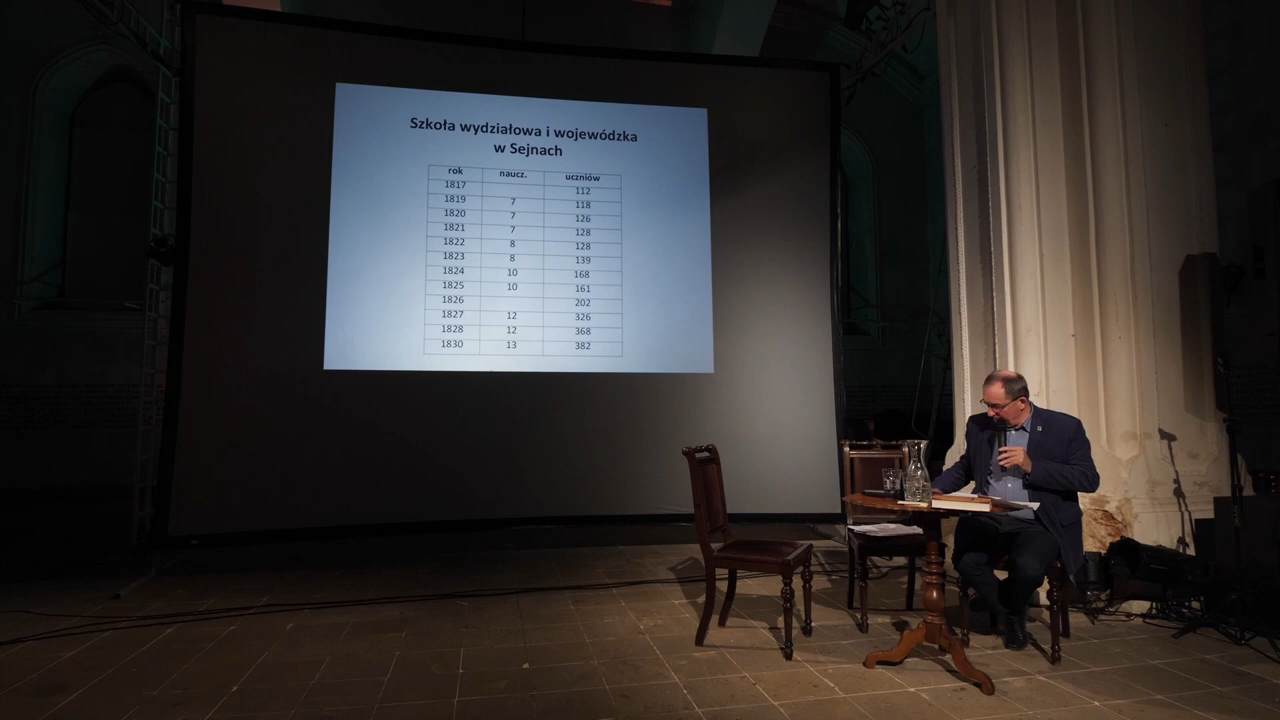 Szkoła wydziałowa i wojewódzka
w Sejnach
rok naucz. uczniów
1817 112
1819 7 118
1820 7 126
1821 7 128
1822 8 128
1823 8 139
1824 10 168
1825 10 161
1826 202
1827 12 326
1828 12 368
1830 13 382